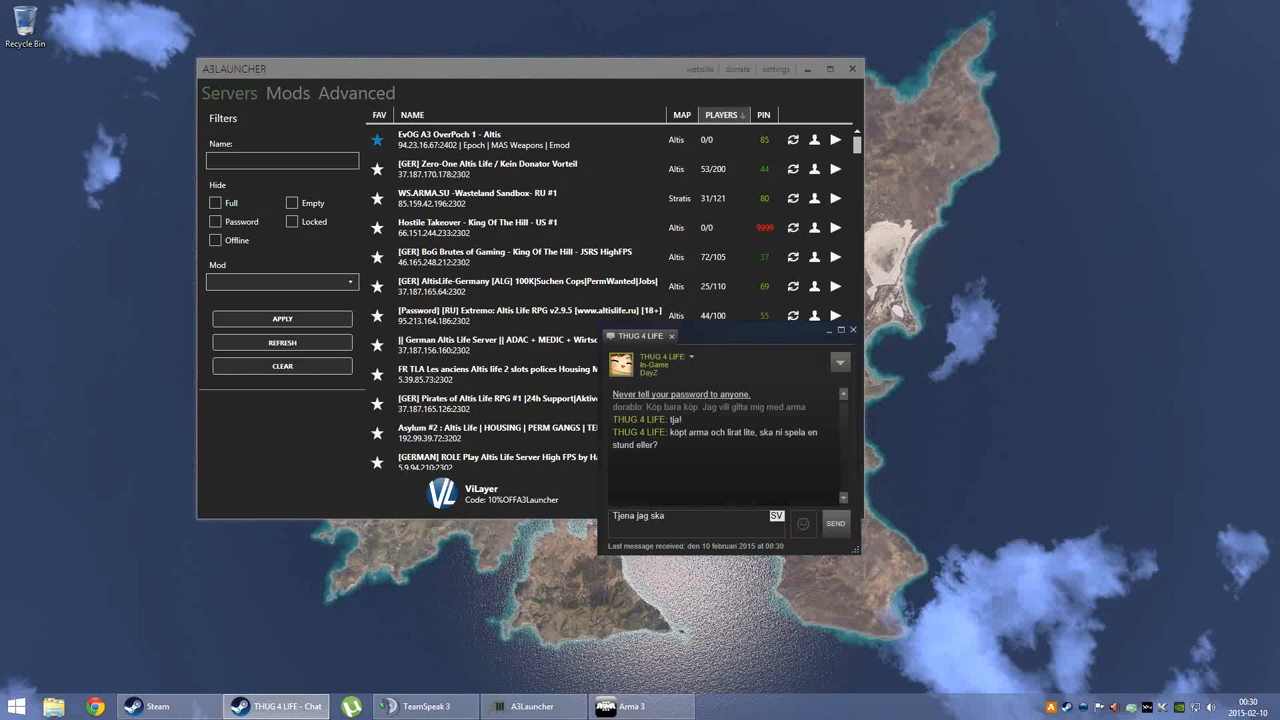 Recycle Bin
A3LAUNCHER
website donate settings
Servers Mods Advanced
Filters
Name:
Hide
Full Empty
Password Locked
Offline
Mod
APPLY
REFRESH
CLEAR
FAV NAME MAP PLAYERS PIN
EvOG A3 OverPoch 1 - Altis
94.23.16.67:2402 | Epoch | MAS Weapons | Emod
Altis 0/0 85
[GER] Zero-One Altis Life / Kein Donator Vorteil
37.187.170.178:2302
Altis 53/200 44
WS.ARMA.SU -Wasteland Sandbox- RU #1
85.159.42.196:2302
Stratis 31/121 80
Hostile Takeover - King Of The Hill - US #1
66.151.244.233:2302
Altis 0/0 9999
[GER] BoG Brutes of Gaming - King Of The Hill - JSRS HighFPS
46.165.248.212:2302
Altis 72/105 37
[GER] AltisLife-Germany [ALG] 100K|Suchen Cops|PermWanted|Jobs|
37.187.165.64:2302
Altis 25/110 69
[Password] [RU] Extremo: Altis Life RPG v2.9.5 [www.altislife.ru] [18+]
95.213.164.186:2302
Altis 44/100 55
|| German Altis Life Server || ADAC + MEDIC + Wirtsc
37.187.156.160:2302
FR TLA Les anciens Altis life 2 slots polices Housing M
5.39.85.73:2302
[GER] Pirates of Altis Life RPG #1 |24h Support|Aktive
37.187.165.126:2302
Asylum #2 : Altis Life | HOUSING | PERM GANGS | TE
192.99.39.72:3202
[GERMAN] ROLE Play Altis Life Server High FPS by Ha
5.9.94.210:2302
VL
ViLayer
Code: 10%OFFA3Launcher
THUG 4 LIFE
THUG 4 LIFE
In-Game
DayZ
Never tell your password to anyone.
dorablo: Köp bara köp. Jag vill gifta mig med arma
THUG 4 LIFE: tja!
THUG 4 LIFE: köpt arma och lirat lite, ska ni spela en
stund eller?
Tjena jag ska
SV
SEND
Last message received: den 10 februari 2015 at 00:30
Steam
THUG 4 LIFE - Chat
TeamSpeak 3
A3Launcher
Arma 3
00:30
2015-02-10